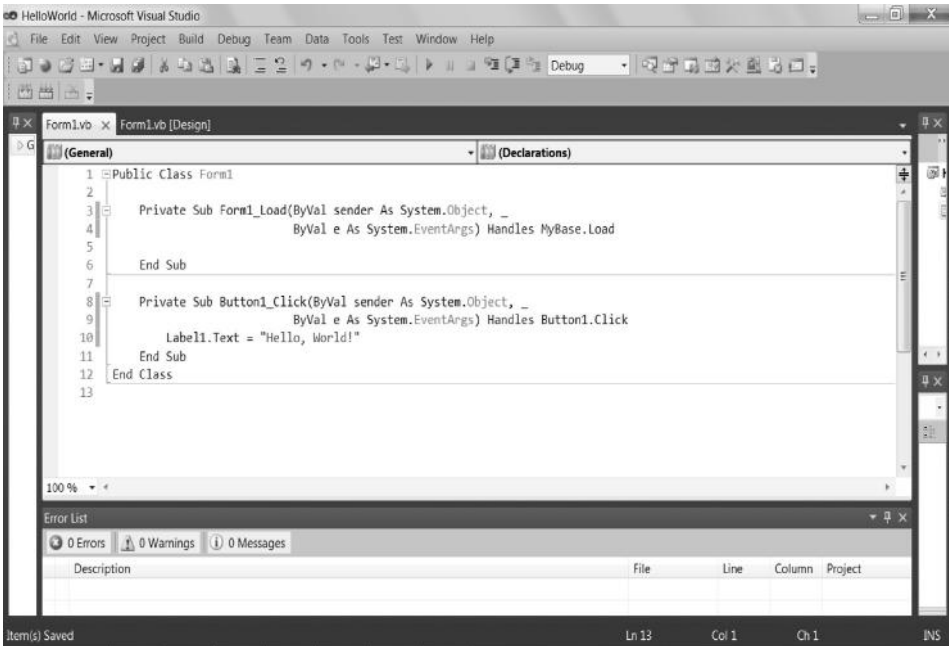 HelloWorld - Microsoft Visual Studio
File Edit View Project Build Debug Team Data Tools Test Window Help
Debug
Form1.vb Form1.vb [Design]
G
(General) (Declarations)
1 Public Class Form1
2
3 Private Sub Form1_Load(ByVal sender As System.Object, _
4 ByVal e As System.EventArgs) Handles MyBase.Load
5
6 End Sub
7
8 Private Sub Button1_Click(ByVal sender As System.Object, _
9 ByVal e As System.EventArgs) Handles Button1.Click
10 Label1.Text = "Hello, World!"
11 End Sub
12 End Class
13
100 %
Error List
0 Errors 0 Warnings 0 Messages
Description File Line Column Project
Item(s) Saved Ln 13 Col 1 Ch 1 INS